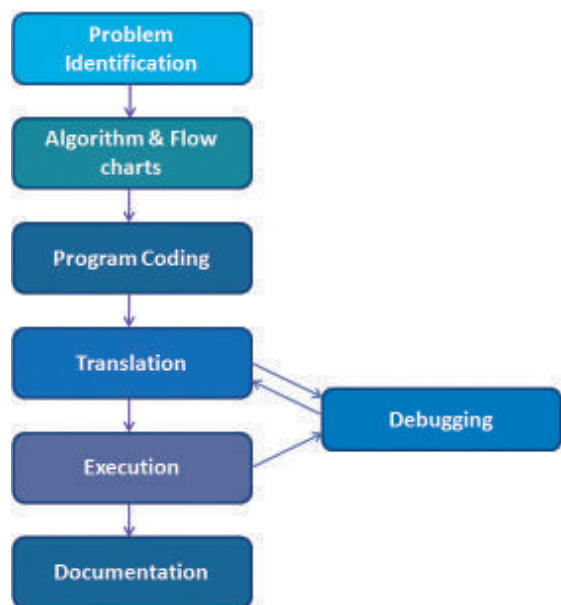 Problem
Identification
Algorithm & Flow
charts
Program Coding
Translation
Debugging
Execution
Documentation